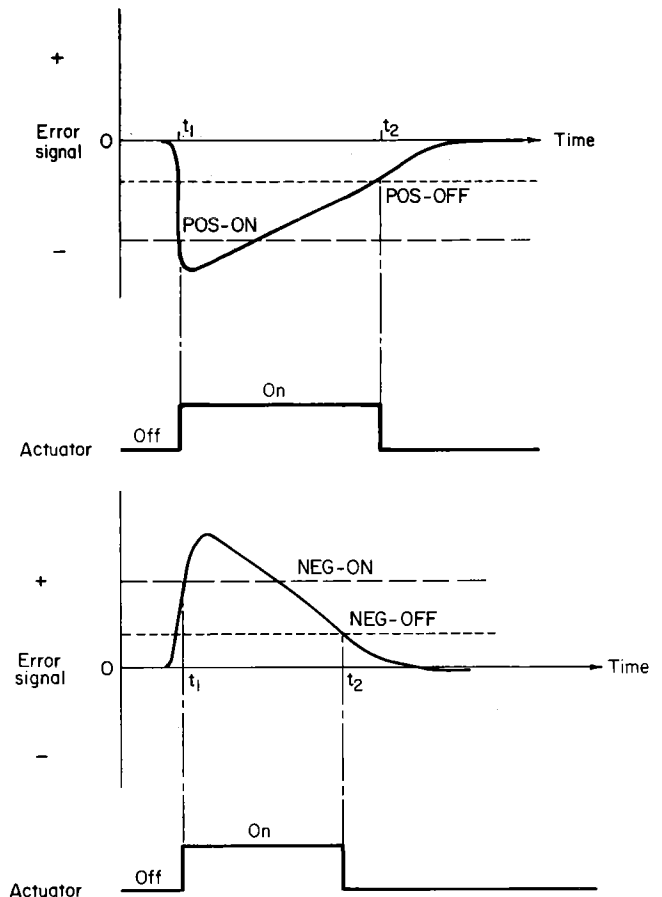 +
t1
t2
0
Error
signal
Time
POS-ON
POS-OFF
−
On
Off
Actuator
+
NEG-ON
NEG-OFF
0
Error
signal
Time
t1
t2
−
On
Off
Actuator